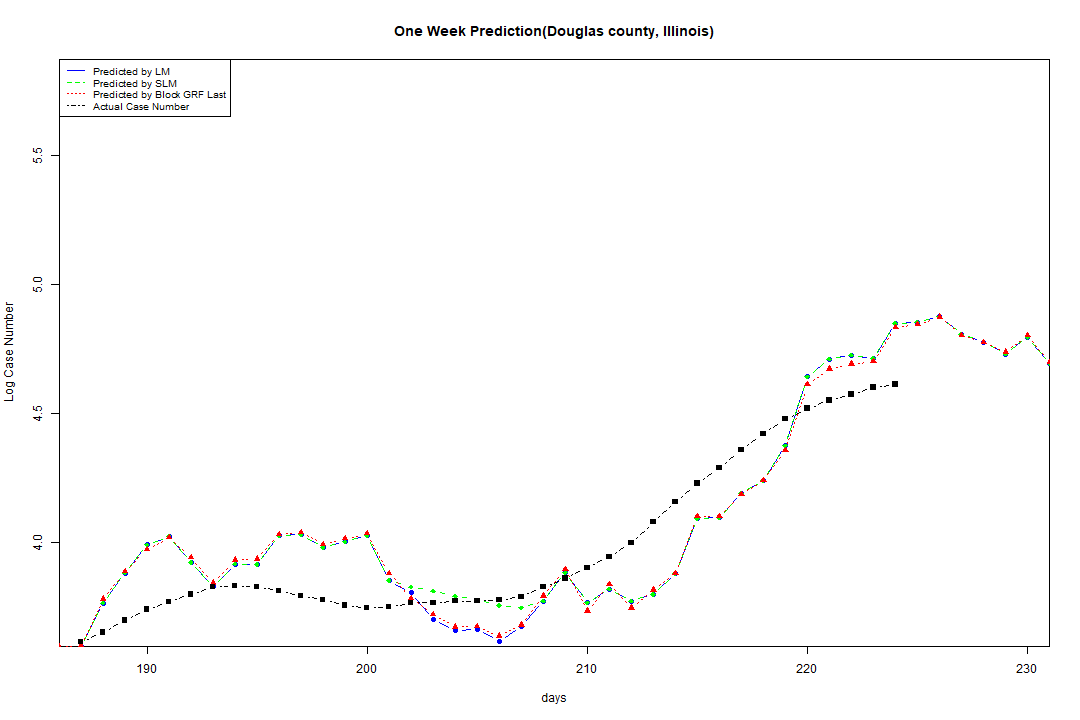 One Week Prediction(Douglas county, Illinois)
Predicted by LM
Predicted by SLM
Predicted by Block GRF Last
Actual Case Number
5.5
5.0
4.5
4.0
Log Case Number
190 200 210 220 230
days